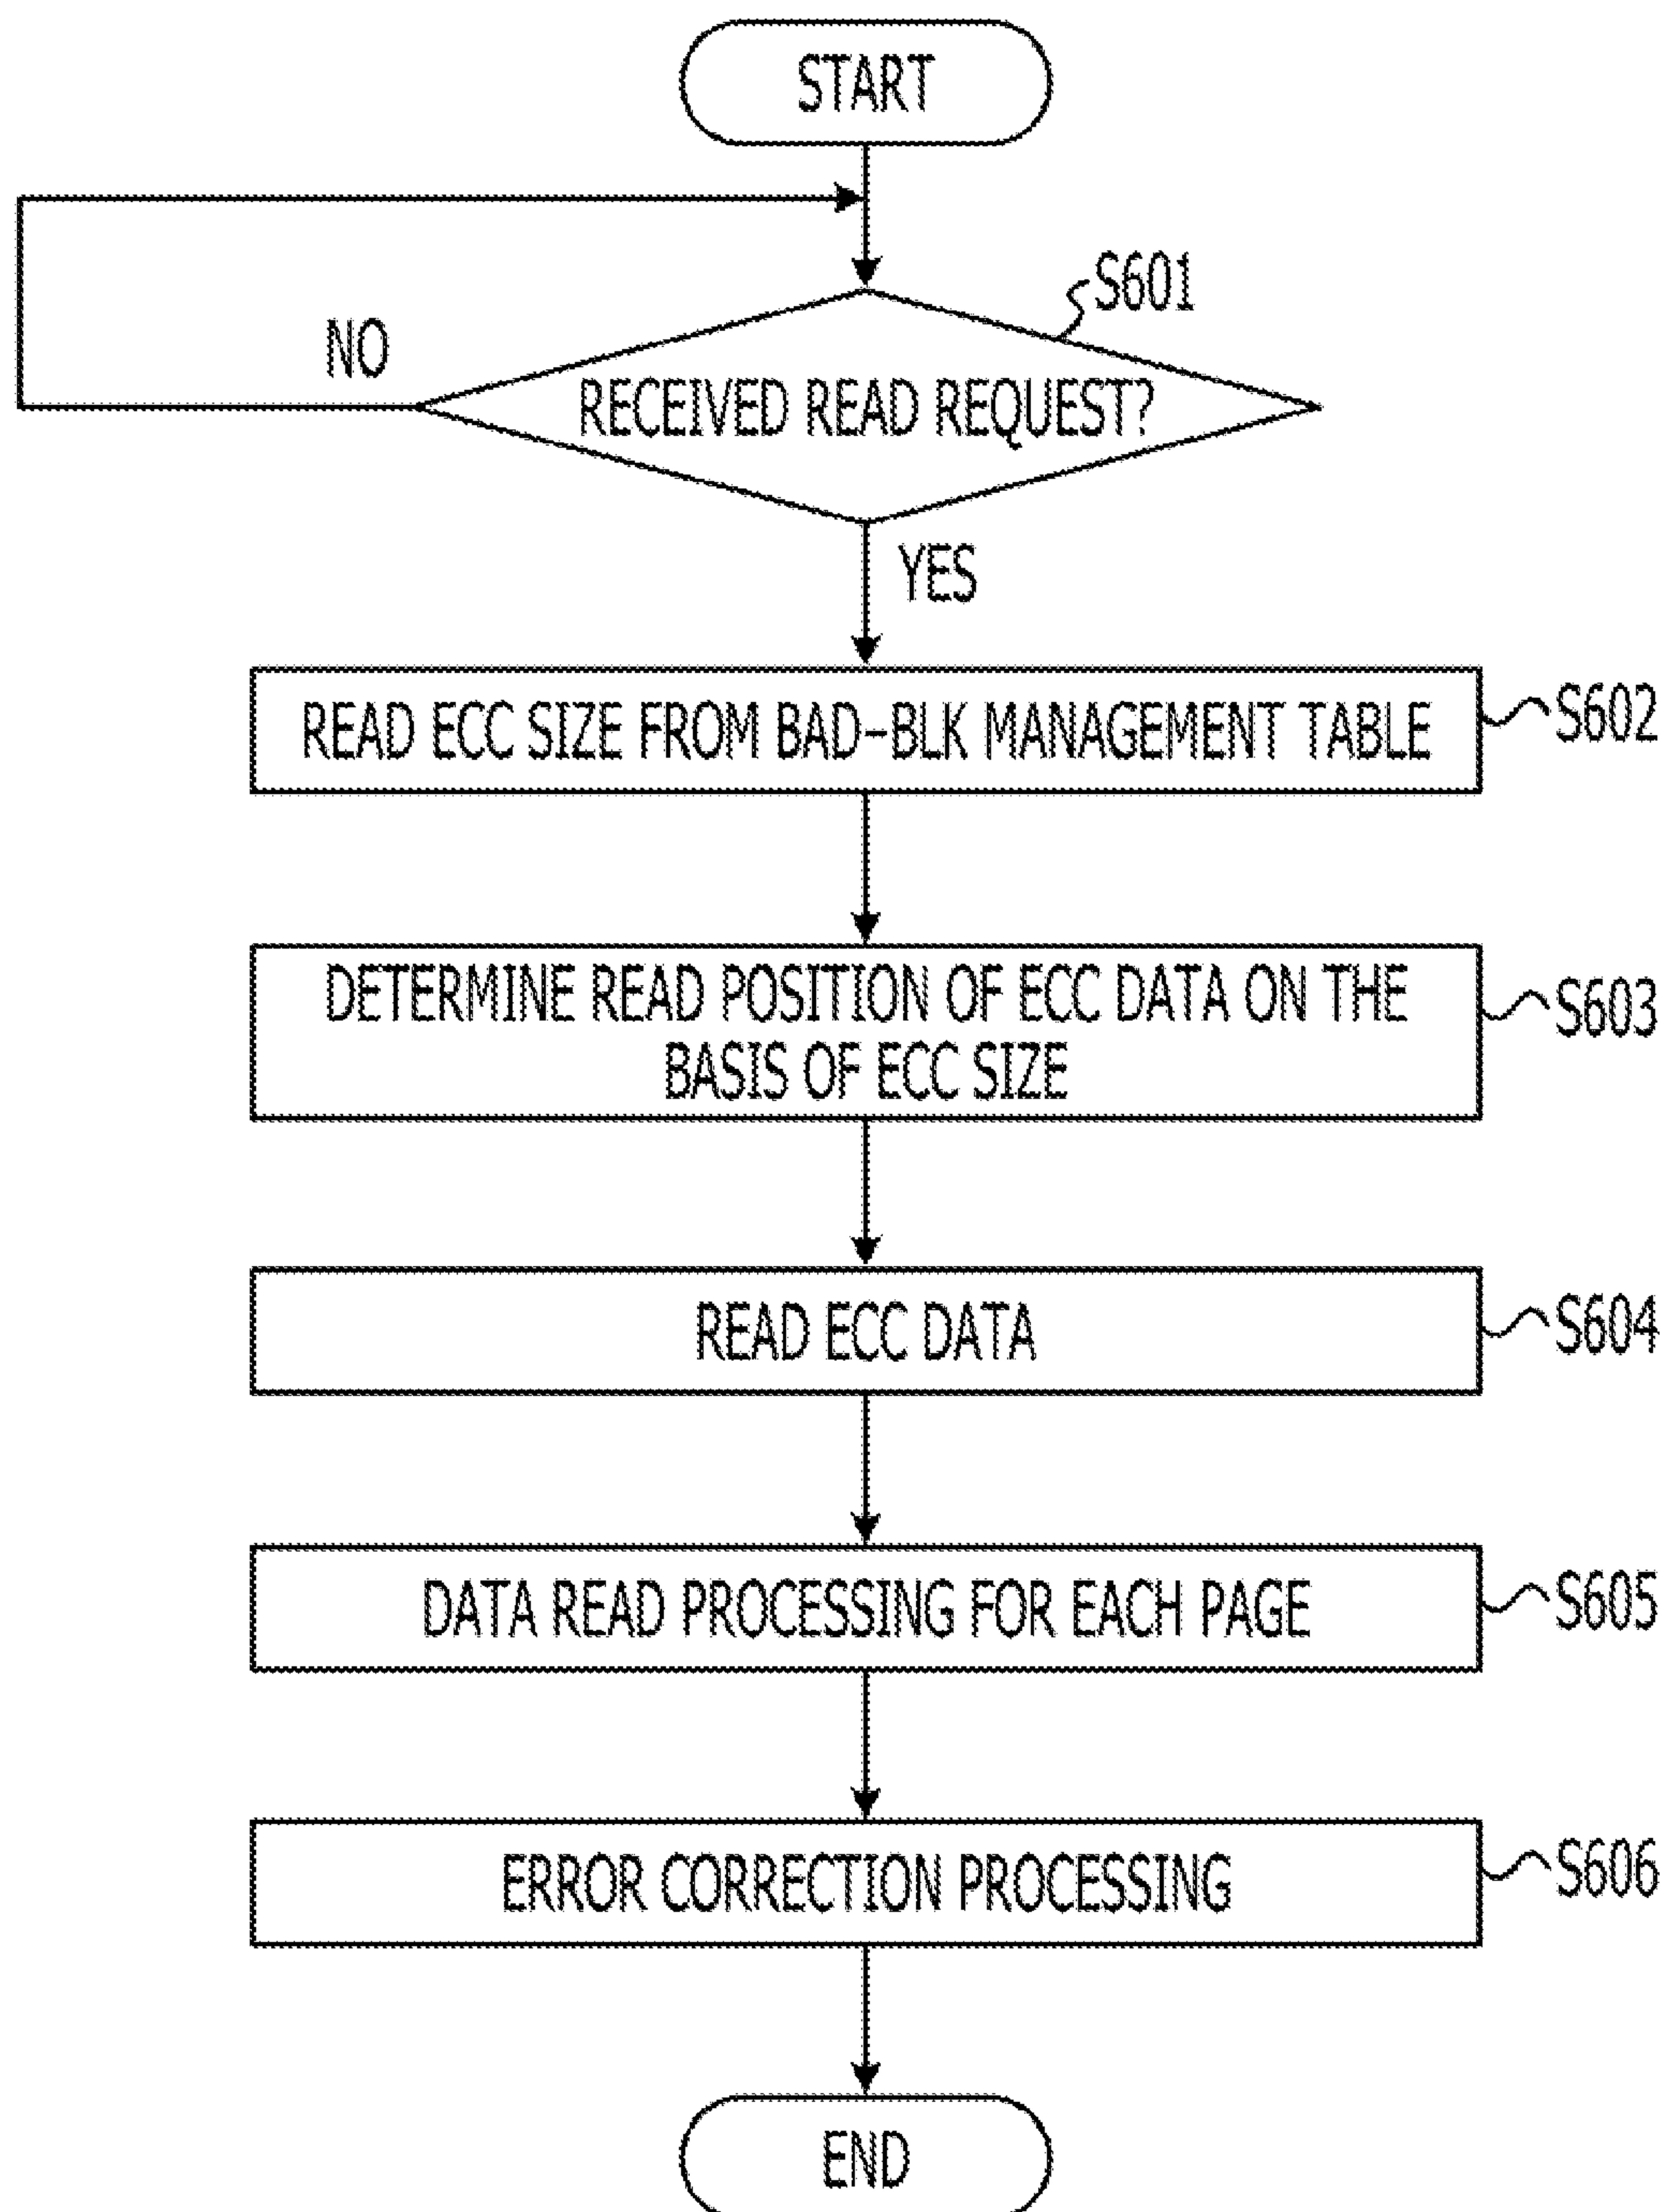 START
S601
NO
RECEIVED READ REQUEST?
YES
READ ECC SIZE FROM BAD-BLK MANAGEMENT TABLE
S602
DETERMINE READ POSITION OF ECC DATA ON THE
BASIS OF ECC SIZE
S603
READ ECC DATA
S604
DATA READ PROCESSING FOR EACH PAGE
S605
ERROR CORRECTION PROCESSING
S606
END